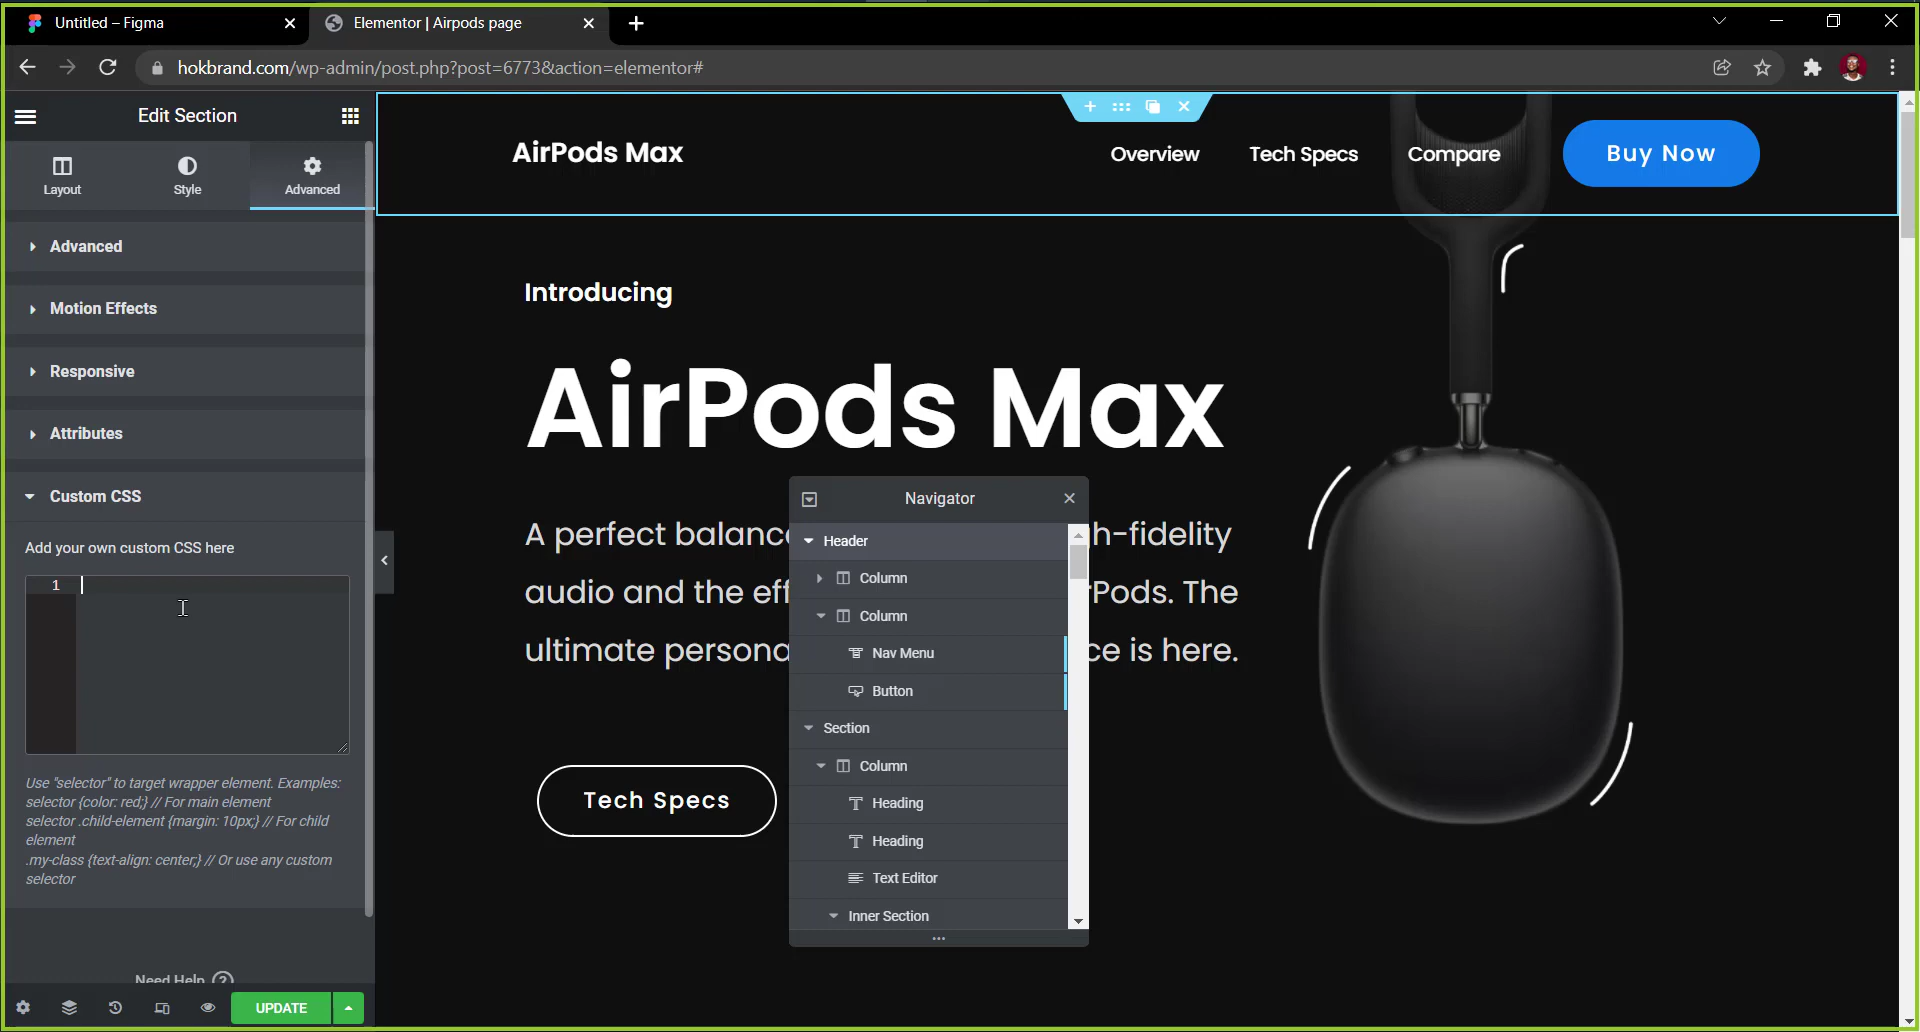 Untitled – Figma
Elementor | Airpods page
hokbrand.com/wp-admin/post.php?post=6773&action=elementor#
Edit Section
Layout
Style
Advanced
Advanced
Motion Effects
Responsive
Attributes
Custom CSS
Add your own custom CSS here
1
Use "selector" to target wrapper element. Examples:
selector {color: red;} // For main element
selector .child-element {margin: 10px;} // For child
element
.my-class {text-align: center;} // Or use any custom
selector
Need Help ?
UPDATE
AirPods Max
Overview
Tech Specs
Compare
Buy Now
Introducing
AirPods Max
A perfect balanc h-fidelity
audio and the eff rPods. The
ultimate persona ce is here.
Tech Specs
Navigator
Header
Column
Column
Nav Menu
Button
Section
Column
Heading
Heading
Text Editor
Inner Section